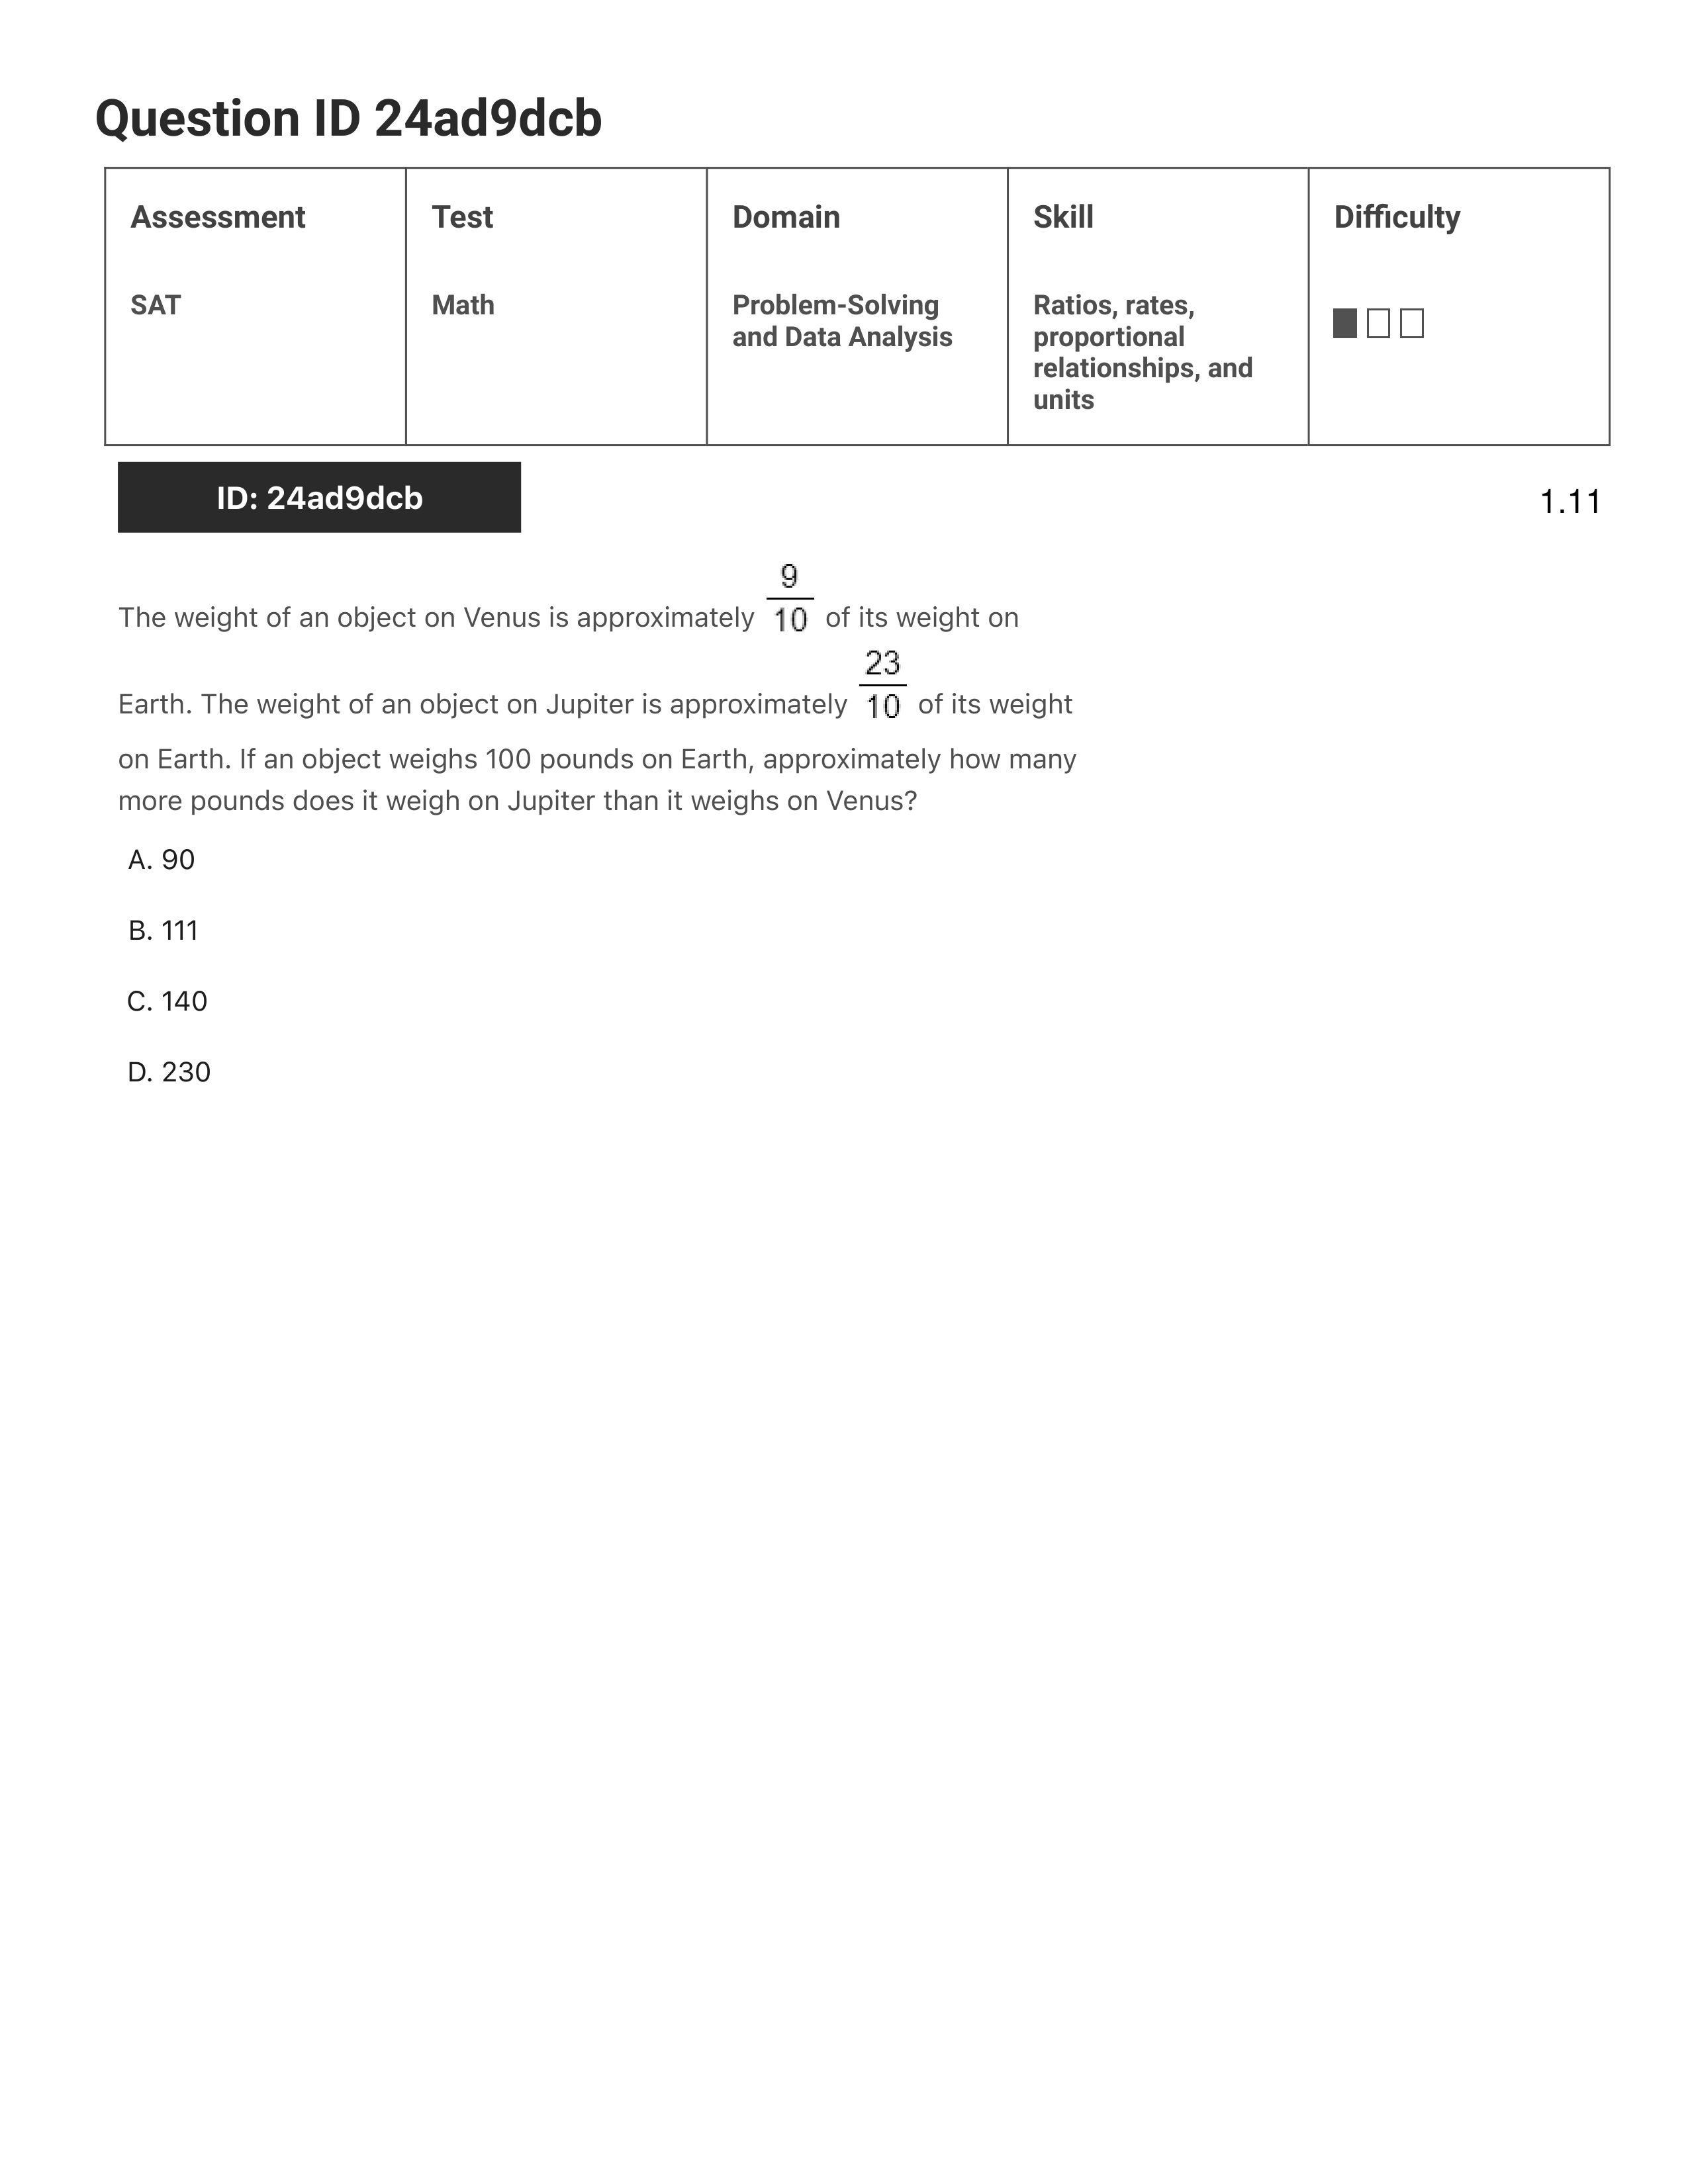 Question ID 24ad9dcb
Assessment
Test
Domain
Skill
Difficulty
SAT
Math
Problem-Solving
and Data Analysis
Ratios, rates,
proportional
relationships, and
units
ID: 24ad9dcb
1.11
The weight of an object on Venus is approximately 9/10 of its weight on
Earth. The weight of an object on Jupiter is approximately 23/10 of its weight
on Earth. If an object weighs 100 pounds on Earth, approximately how many
more pounds does it weigh on Jupiter than it weighs on Venus?
A. 90
B. 111
C. 140
D. 230